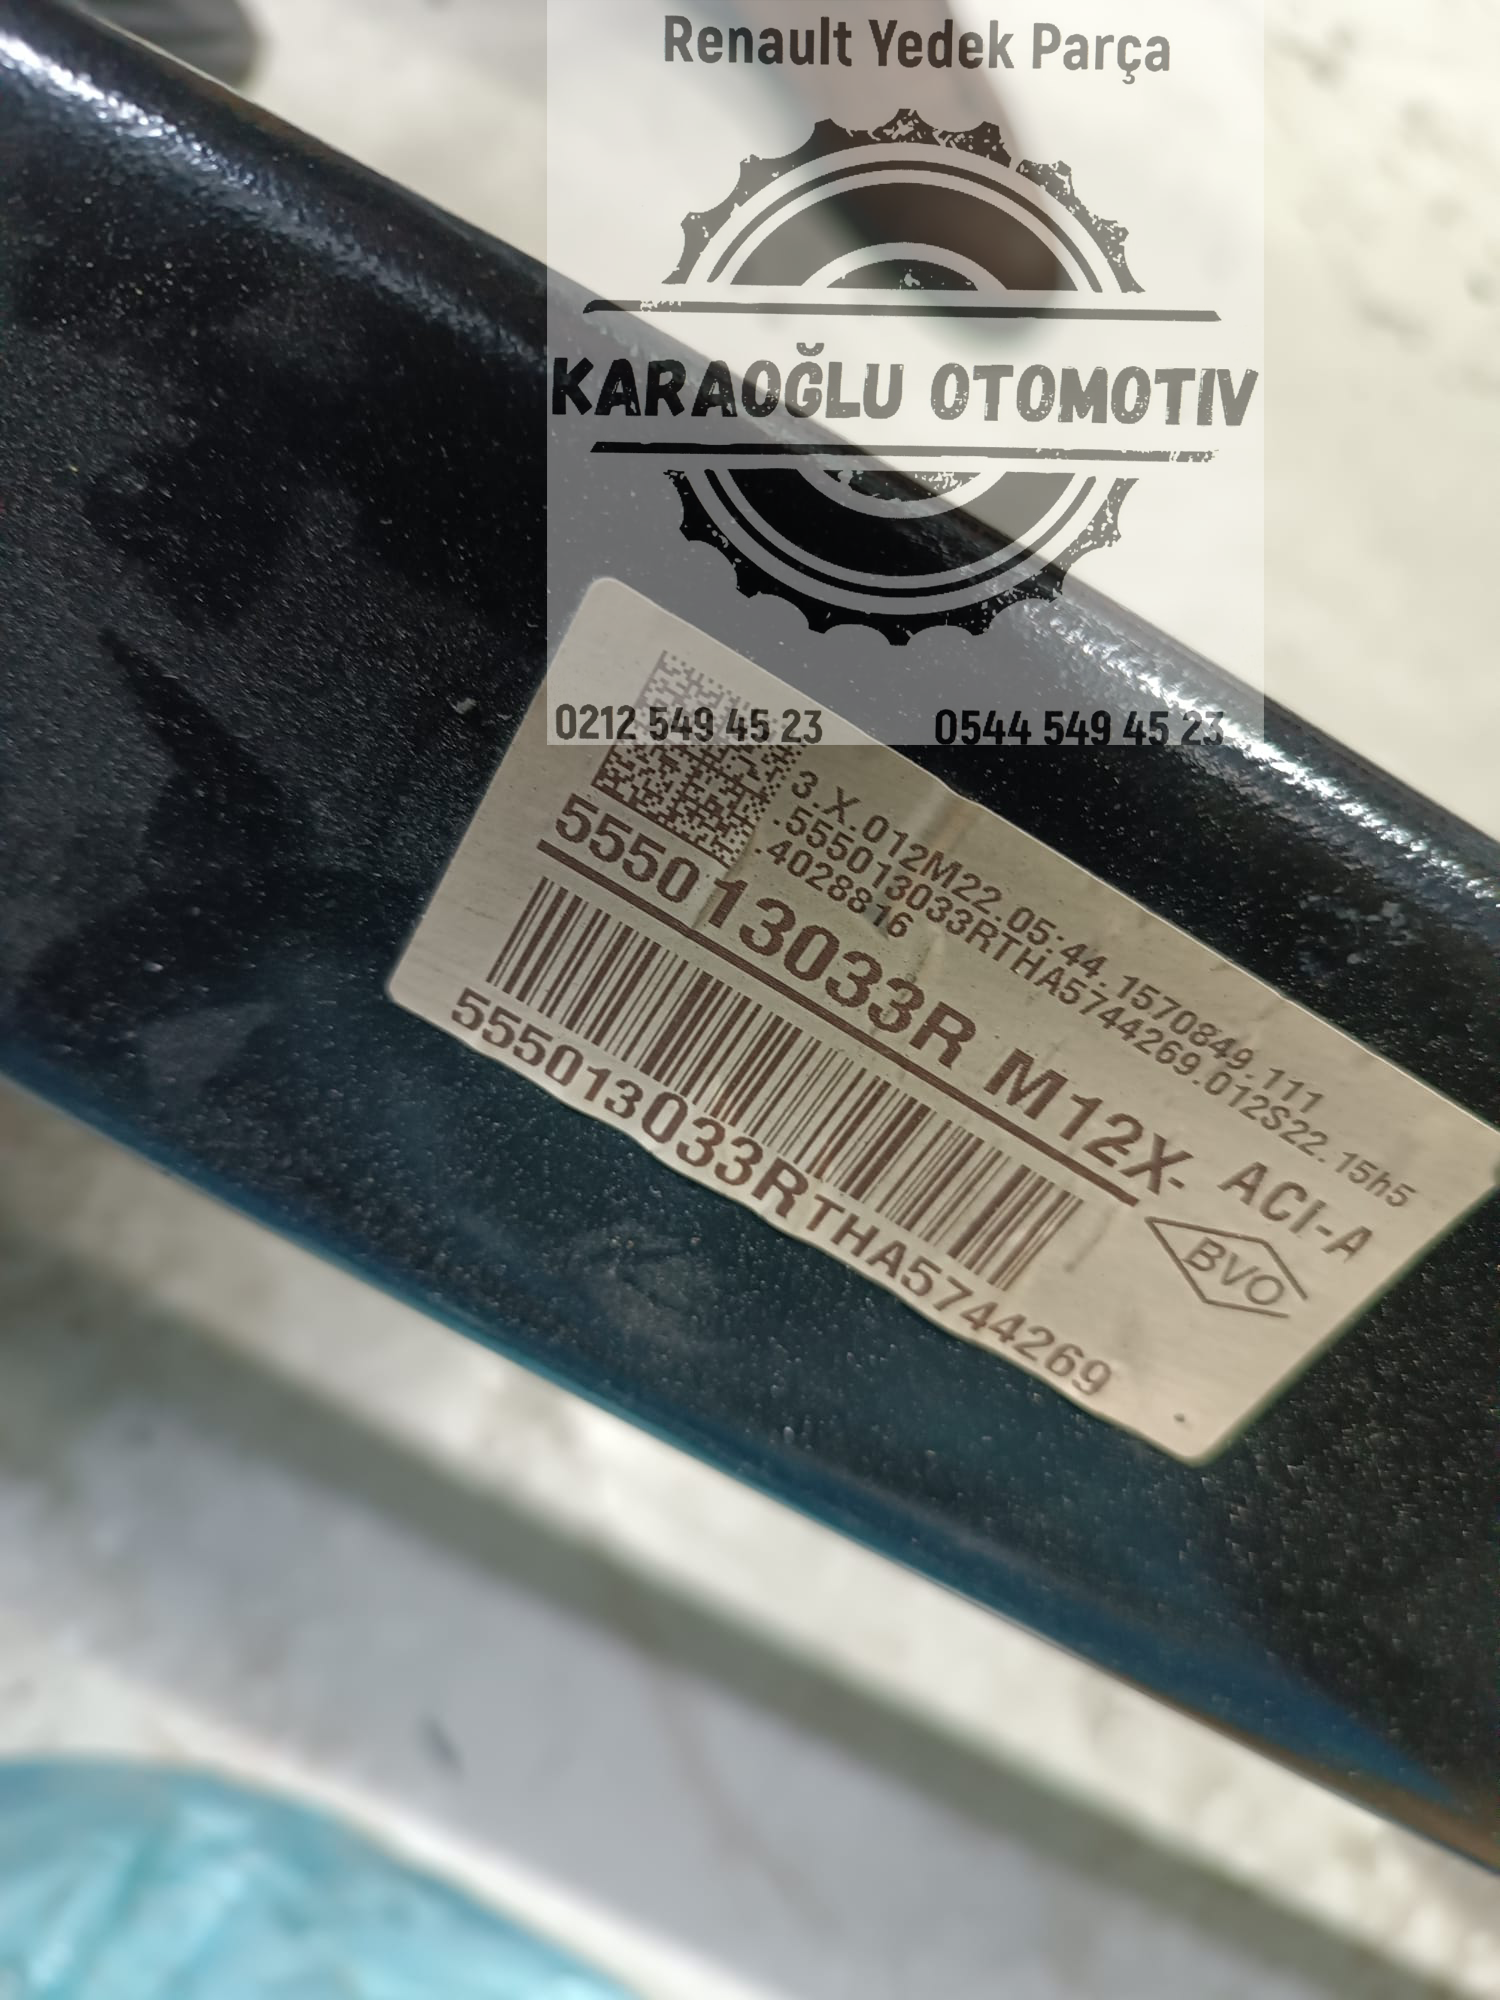 Renault Yedek Parça
KARAOĞLU OTOMOTIV
0212 549 45 23
0544 549 45 23
3.X.012M22.05:44.1570849.111
.555013033RTHA5744269.012S22.15h5
.4028816
555013033R M12X- ACI-A
BVO
555013033RTHA5744269